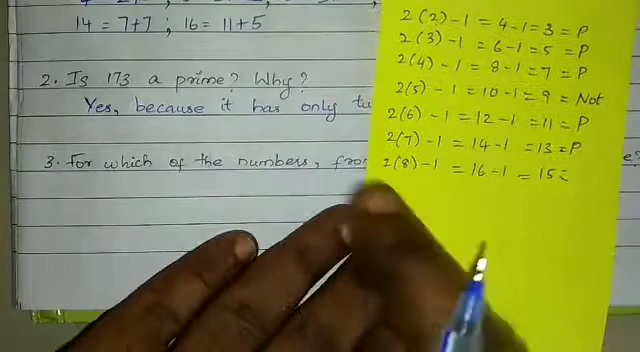 14 = 7+7 ; 16 = 11+5
2. Is 173 a prime? Why?
Yes, because it has only
3. For which of the numbers,
2(2)-1 = 4-1 = 3 = P
2(3)-1 = 6-1 = 5 = P
2(4)-1 = 8-1 = 7 = P
2(5)-1 = 10-1 = 9 = Not
2(6)-1 = 12-1 = 11 = P
2(7)-1 = 14-1 = 13 = P
2(8)-1 = 16-1 = 15